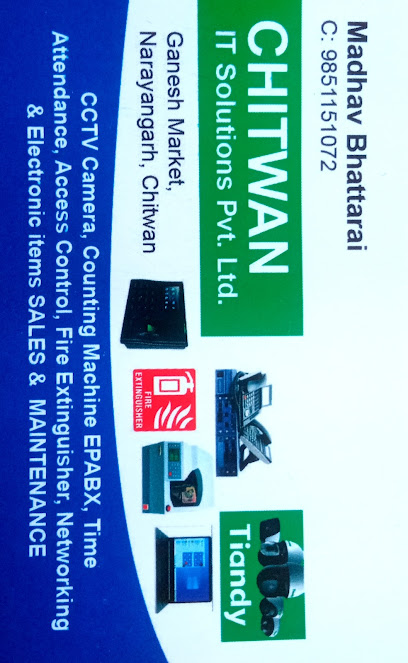 Madhav Bhattarai
C: 9851151072
CHITWAN
IT Solutions Pvt. Ltd.
Tiandy
Ganesh Market,
Narayangarh, Chitwan
FIRE
EXTINGUISHER
CCTV Camera, Counting Machine EPABX, Time
Attendance, Access Control, Fire Extinguisher, Networking
& Electronic items SALES & MAINTENANCE